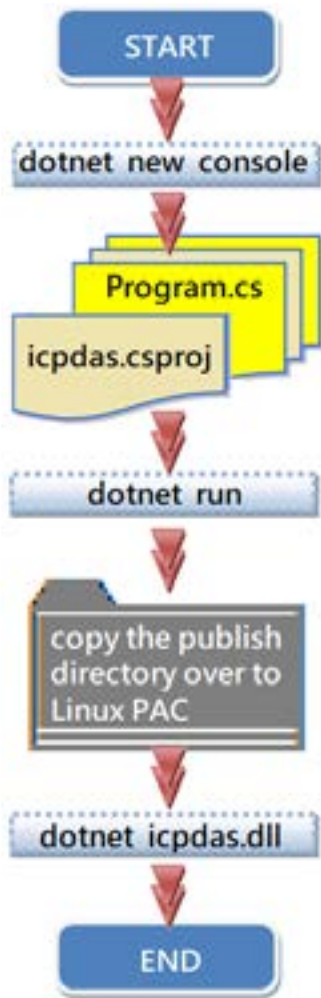 START
dotnet new console
Program.cs
icpdas.csproj
dotnet run
copy the publish
directory over to
Linux PAC
dotnet icpdas.dll
END